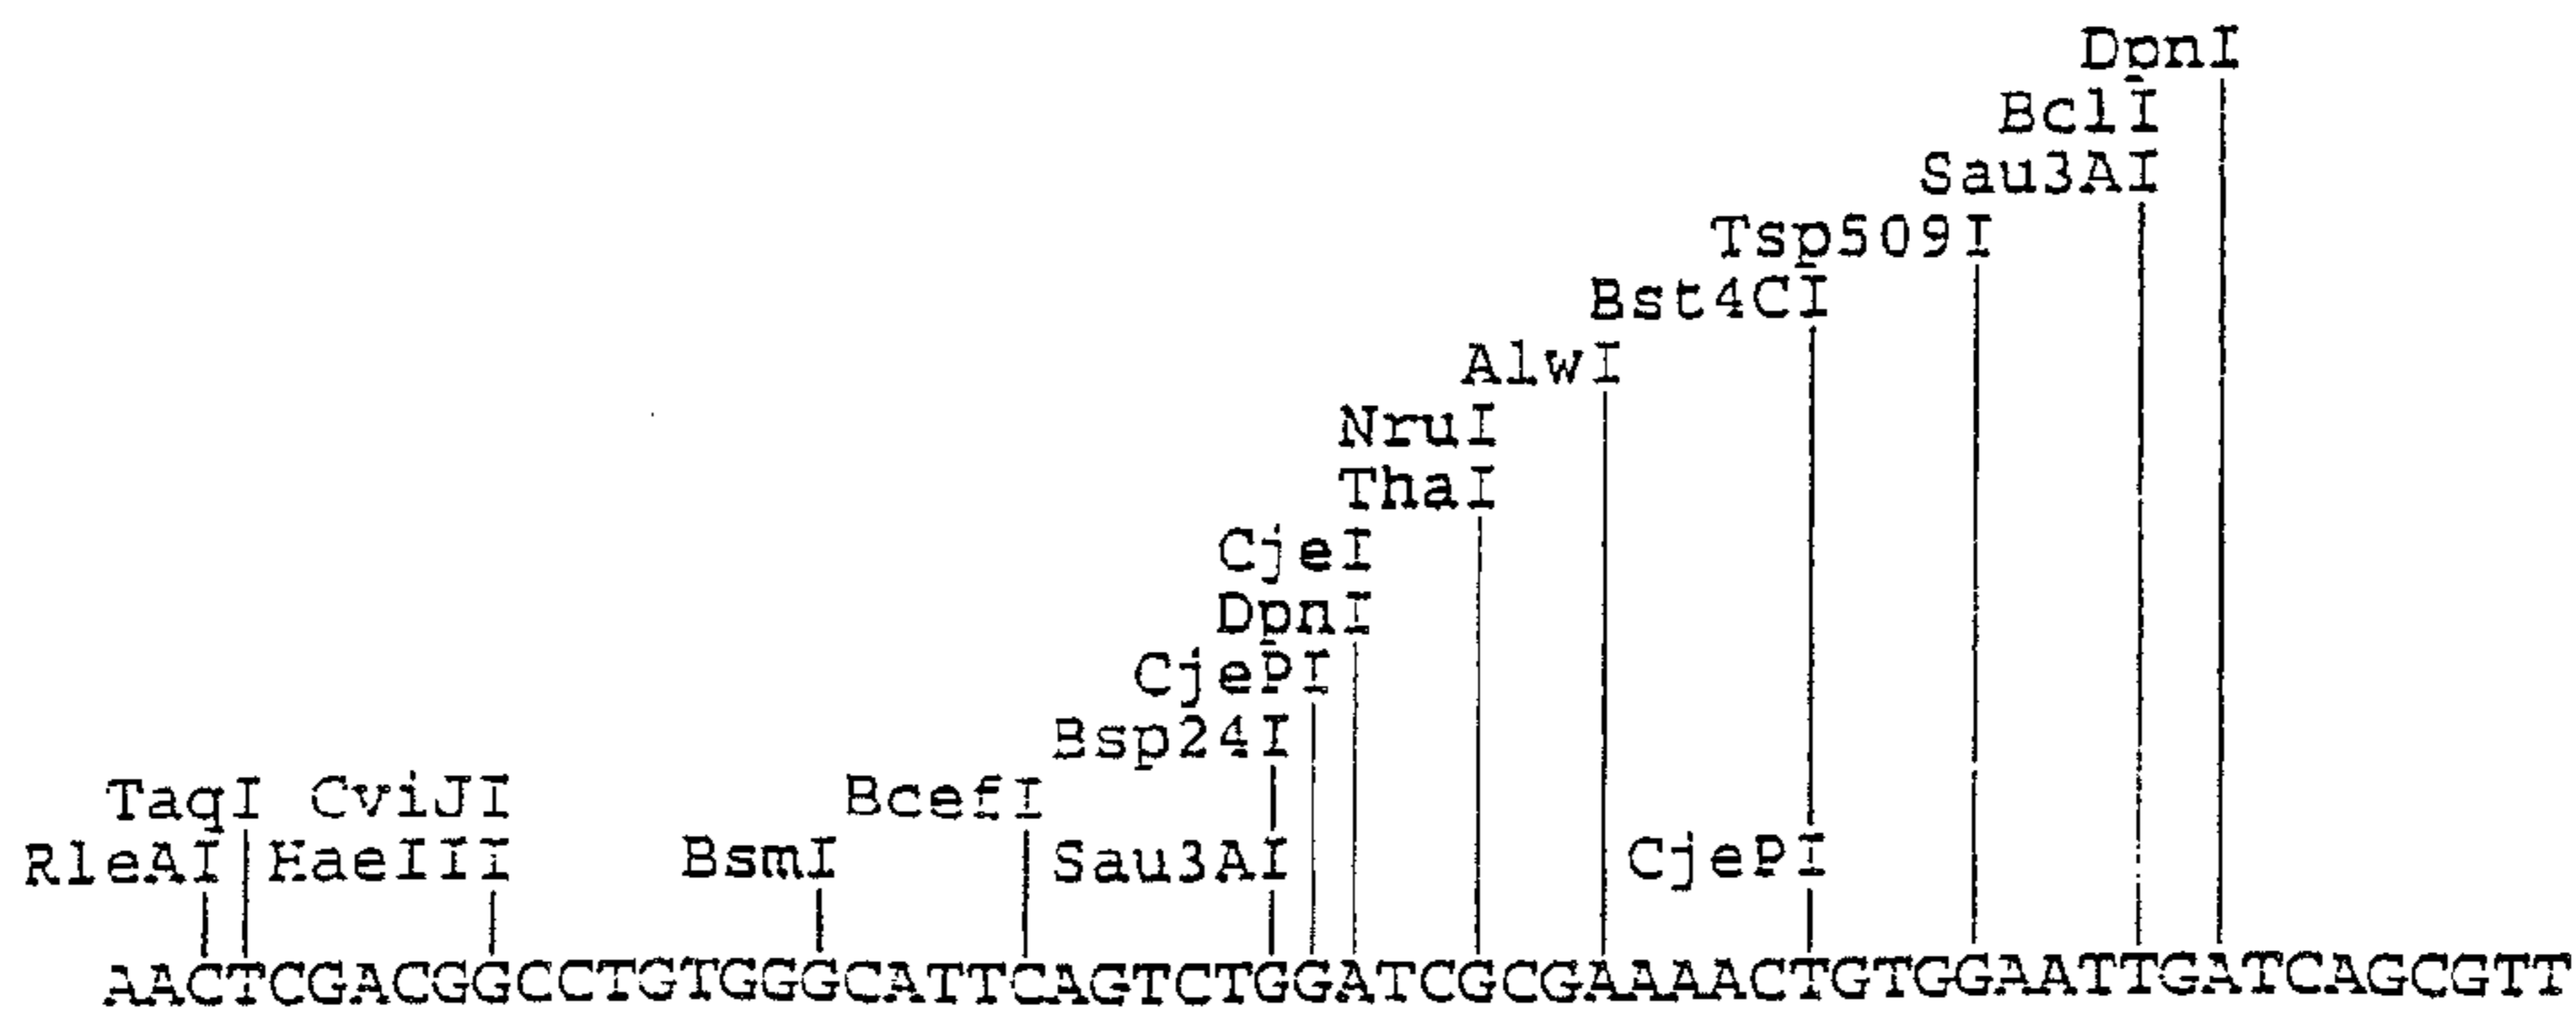 DpnI
BclI
Sau3AI
Tsp509I
Bst4CI
AlwI
NruI
ThaI
CjeI
DpnI
CjePI
Bsp24I
TaqI CviJI BcefI
RleAI HaeIII BsmI Sau3AI CjePI
AACTCGACGGCCTGTGGGCATTCAGTCTGGATCGCGAAAACTGTGGAATTGATCAGCGTT